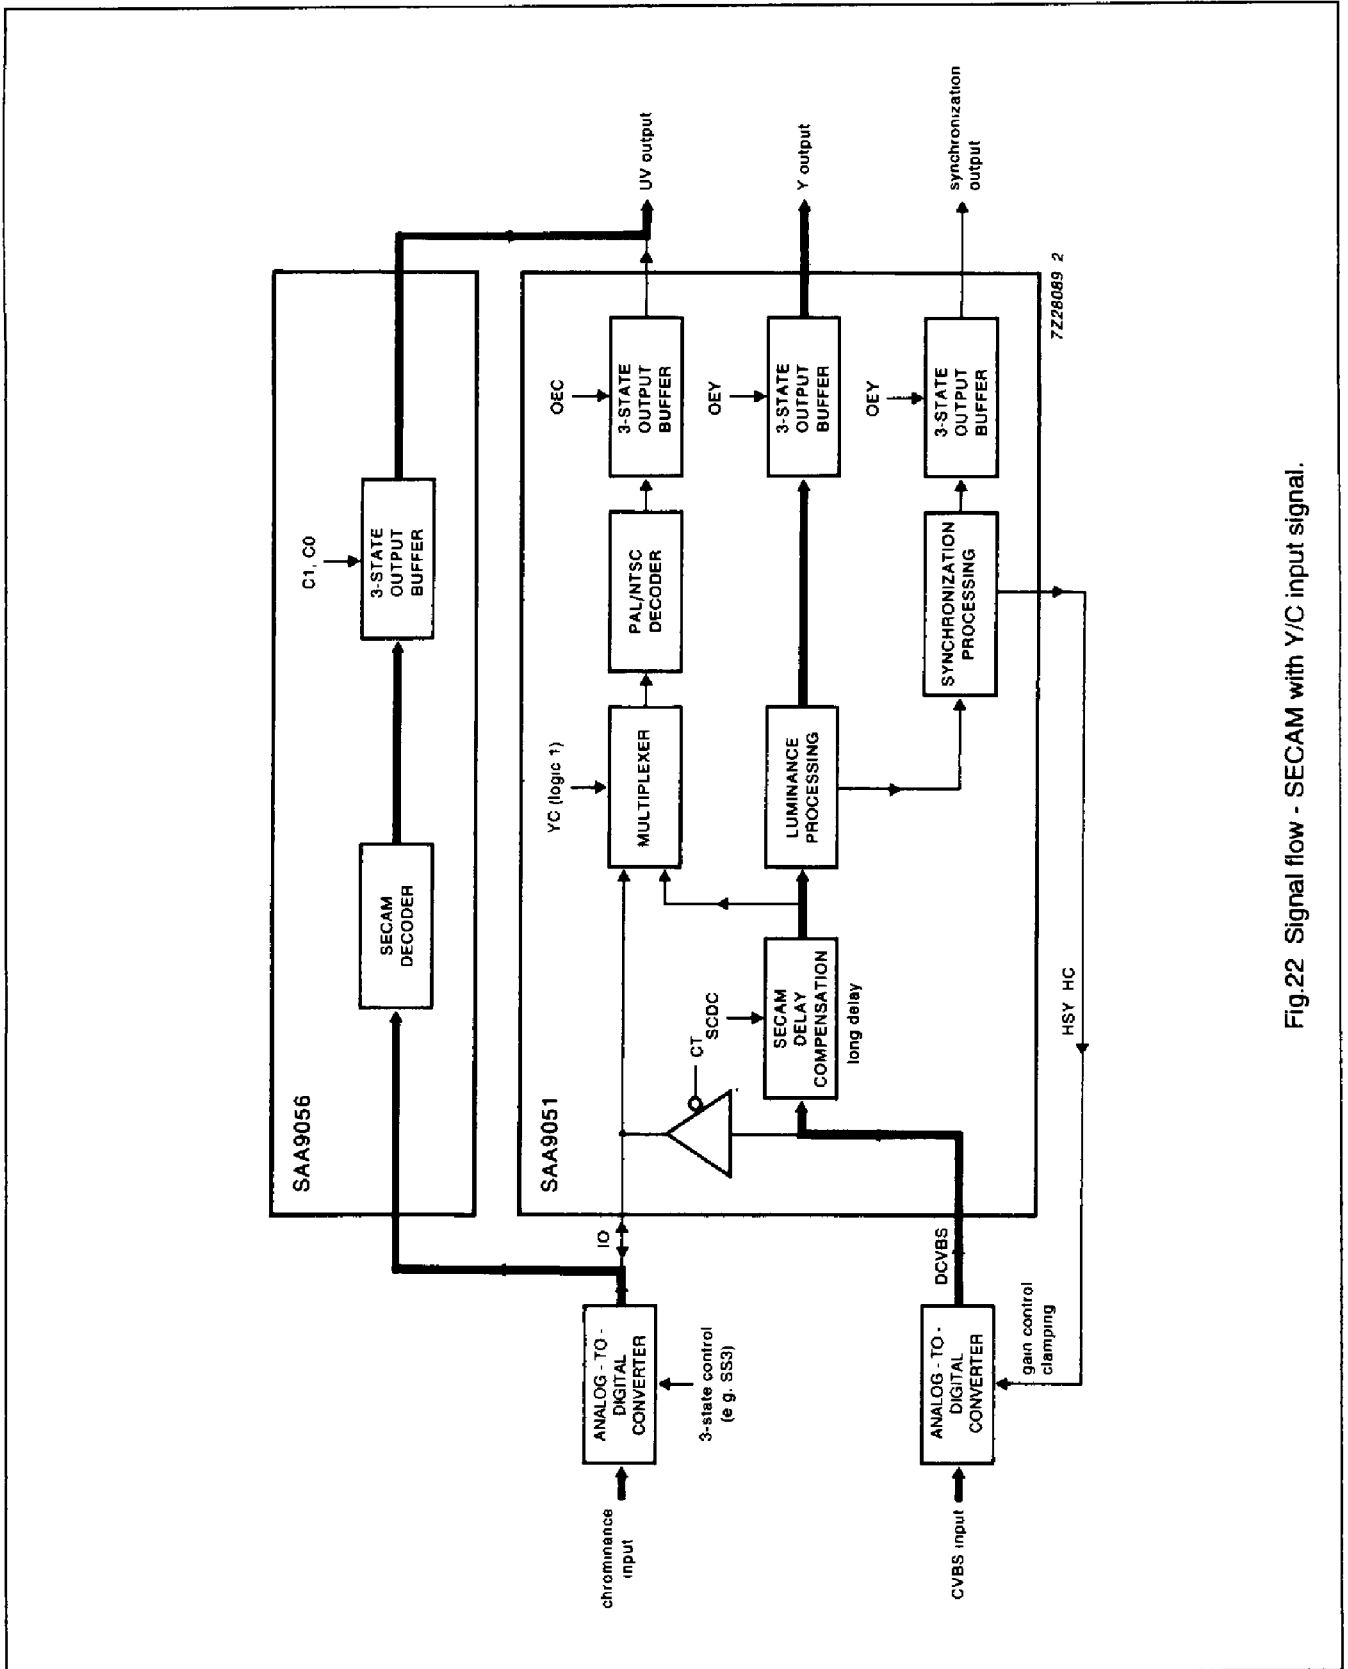 SAA9056
SECAM
DECODER
C1, C0
3-STATE
OUTPUT
BUFFER
UV output
SAA9051
chrominance
input
ANALOG - TO -
DIGITAL
CONVERTER
3-state control
(e g. SS3)
IO
CT
YC (logic 1)
MULTIPLEXER
PAL/NTSC
DECODER
OEC
3-STATE
OUTPUT
BUFFER
CVBS input
ANALOG - TO -
DIGITAL
CONVERTER
gain control
clamping
DCVBS
SCDC
SECAM
DELAY
COMPENSATION
long delay
LUMINANCE
PROCESSING
OEY
3-STATE
OUTPUT
BUFFER
Y output
SYNCHRONIZATION
PROCESSING
OEY
3-STATE
OUTPUT
BUFFER
synchronization
output
HSY HC
7Z28089 2
Fig.22 Signal flow - SECAM with Y/C input signal.